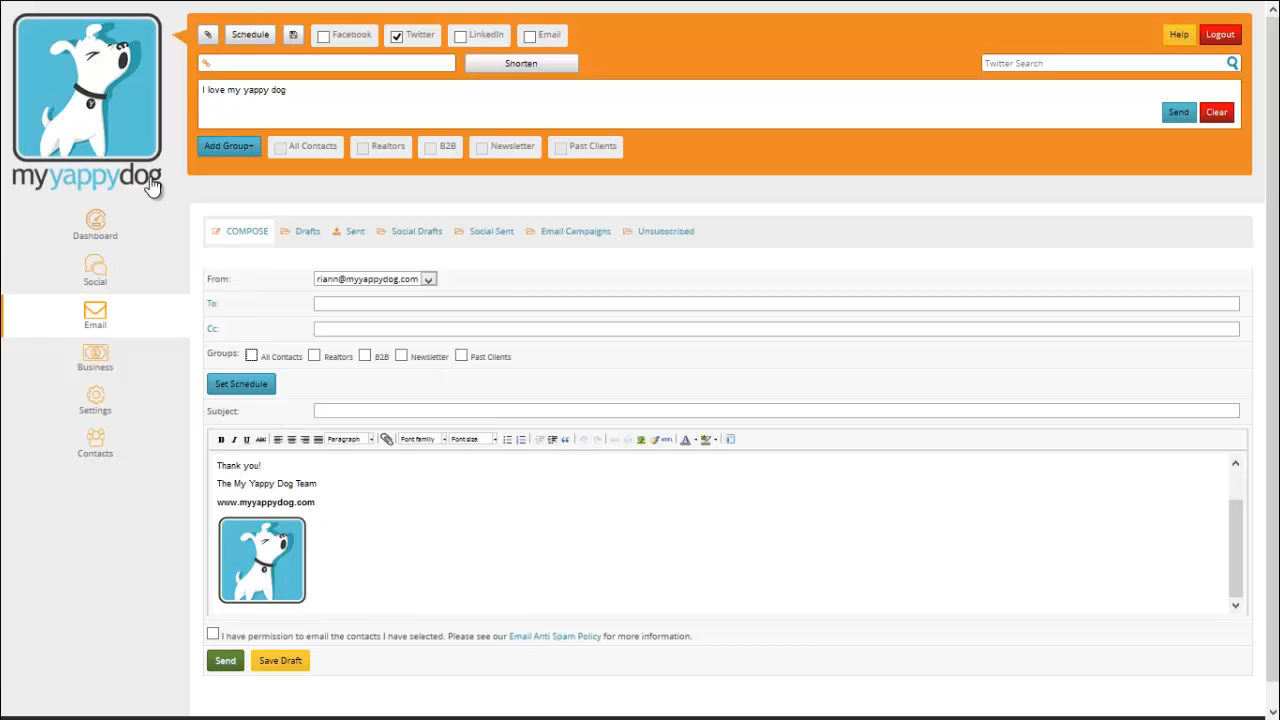 Schedule Facebook Twitter LinkedIn Email Help Logout
Shorten Twitter Search
I love my yappy dog
Send Clear
Add Group+ All Contacts Realtors B2B Newsletter Past Clients
myyappydog
Dashboard
Social
Email
Business
Settings
Contacts
COMPOSE Drafts Sent Social Drafts Social Sent Email Campaigns Unsubscribed
From: riann@myyappydog.com
To:
Cc:
Groups: All Contacts Realtors B2B Newsletter Past Clients
Set Schedule
Subject:
B I U ABC Paragraph Font family Font size HTML A
Thank you!
The My Yappy Dog Team
www.myyappydog.com
I have permission to email the contacts I have selected. Please see our Email Anti Spam Policy for more information.
Send Save Draft